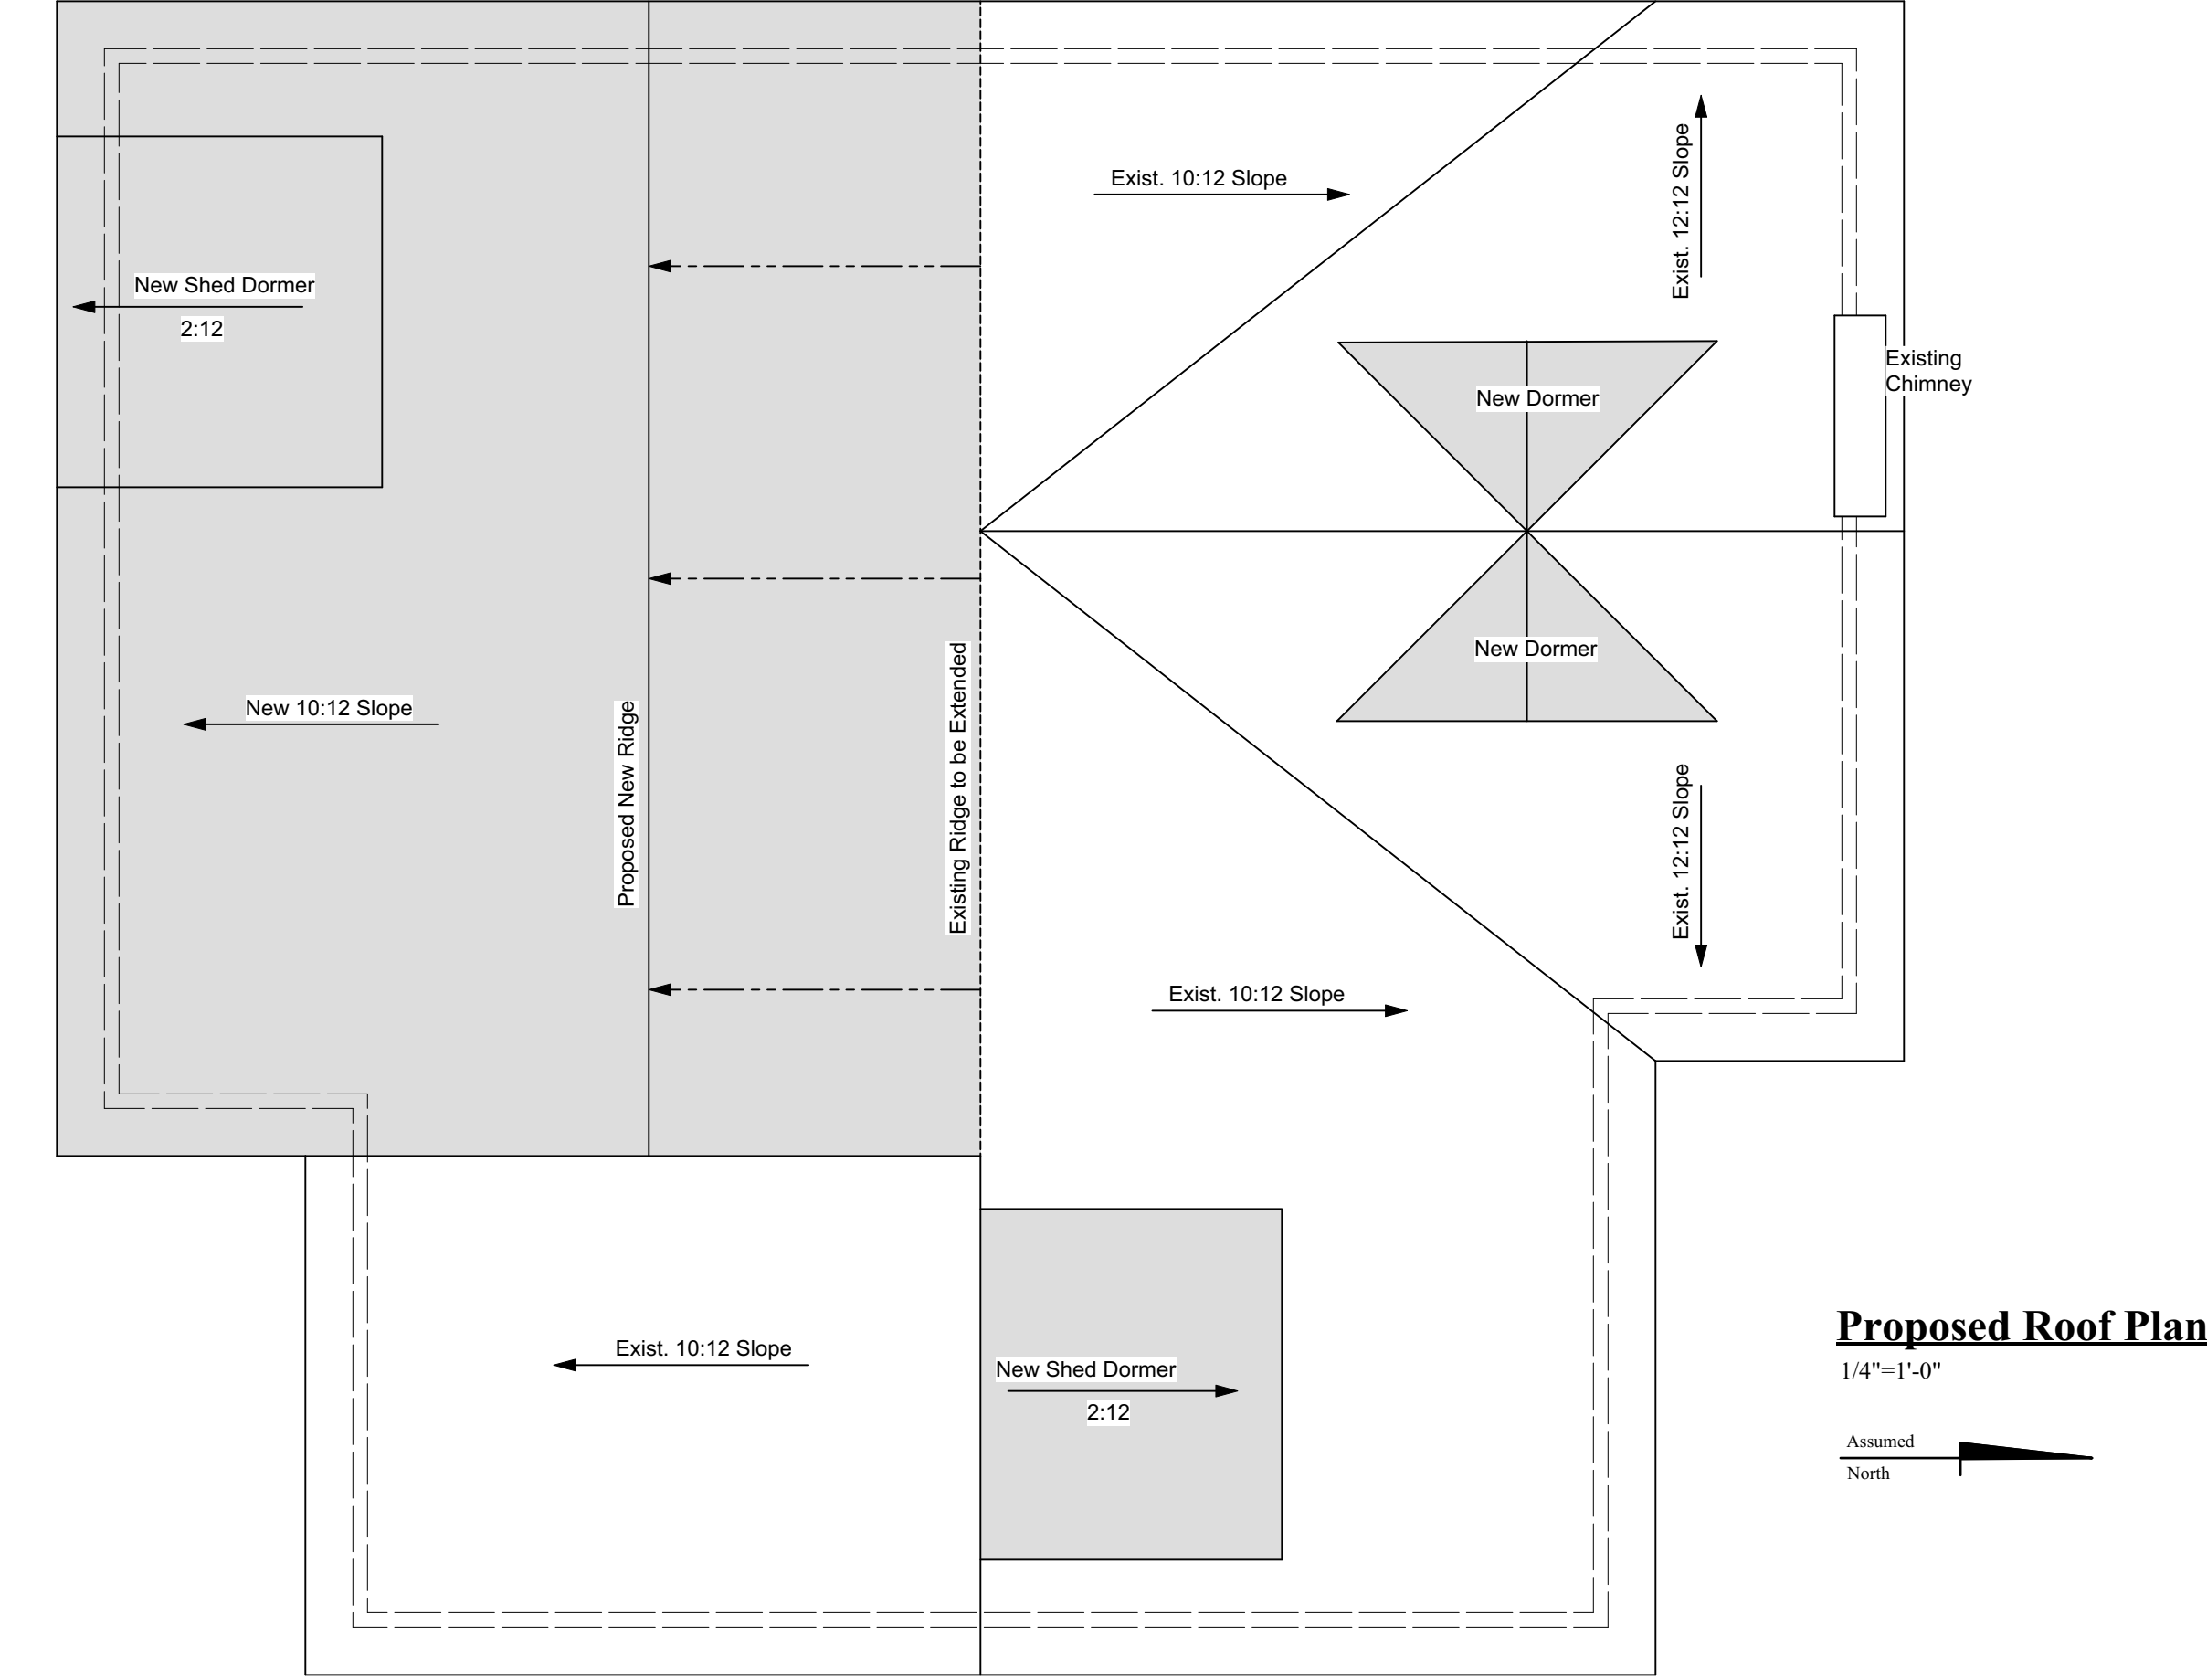 Exist. 10:12 Slope
Exist. 12:12 Slope
New Shed Dormer
2:12
Existing
Chimney
New Dormer
New Dormer
New 10:12 Slope
Proposed New Ridge
Existing Ridge to be Extended
Exist. 12:12 Slope
Exist. 10:12 Slope
Exist. 10:12 Slope
New Shed Dormer
2:12
Proposed Roof Plan
1/4"=1'-0"
Assumed
North